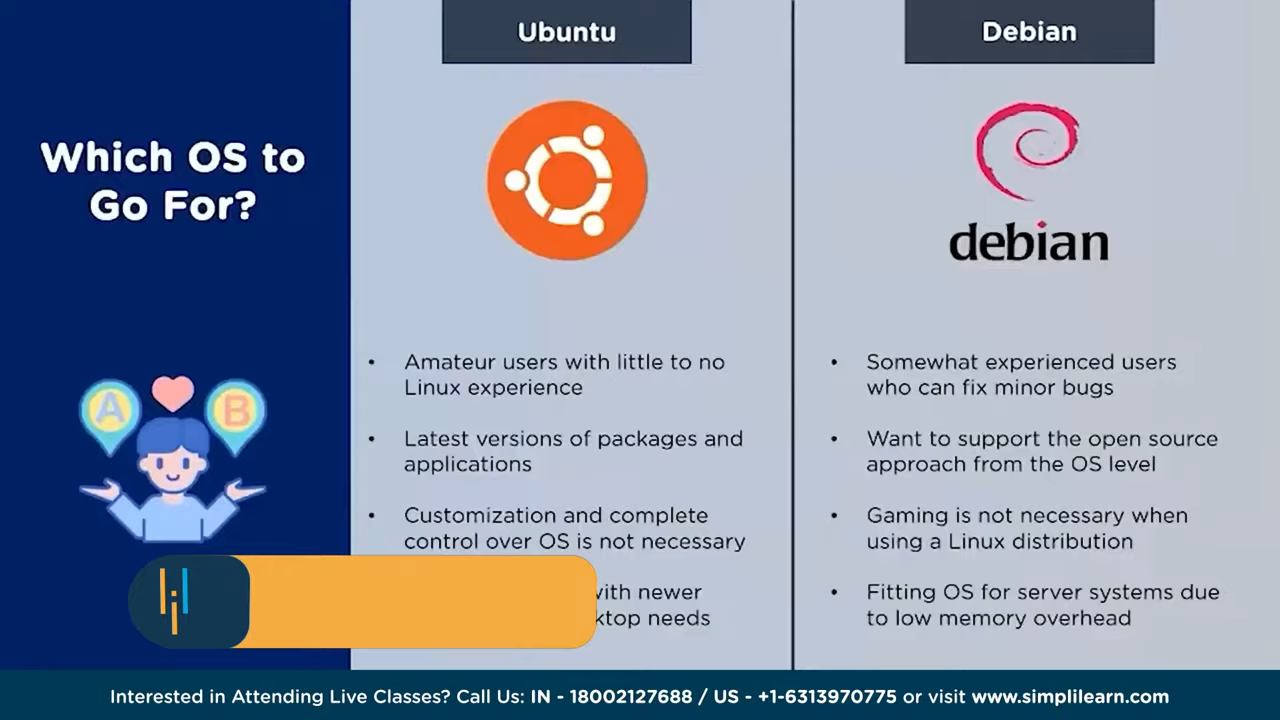 Which OS to
Go For?
A
B
Ubuntu
Amateur users with little to no
Linux experience
Latest versions of packages and
applications
Customization and complete
control over OS is not necessary
with newer
needs
Debian
debian
Somewhat experienced users
who can fix minor bugs
Want to support the open source
approach from the OS level
Gaming is not necessary when
using a Linux distribution
Fitting OS for server systems due
to low memory overhead
Interested in Attending Live Classes? Call Us: IN - 18002127688 / US - +1-6313970775 or visit www.simplilearn.com